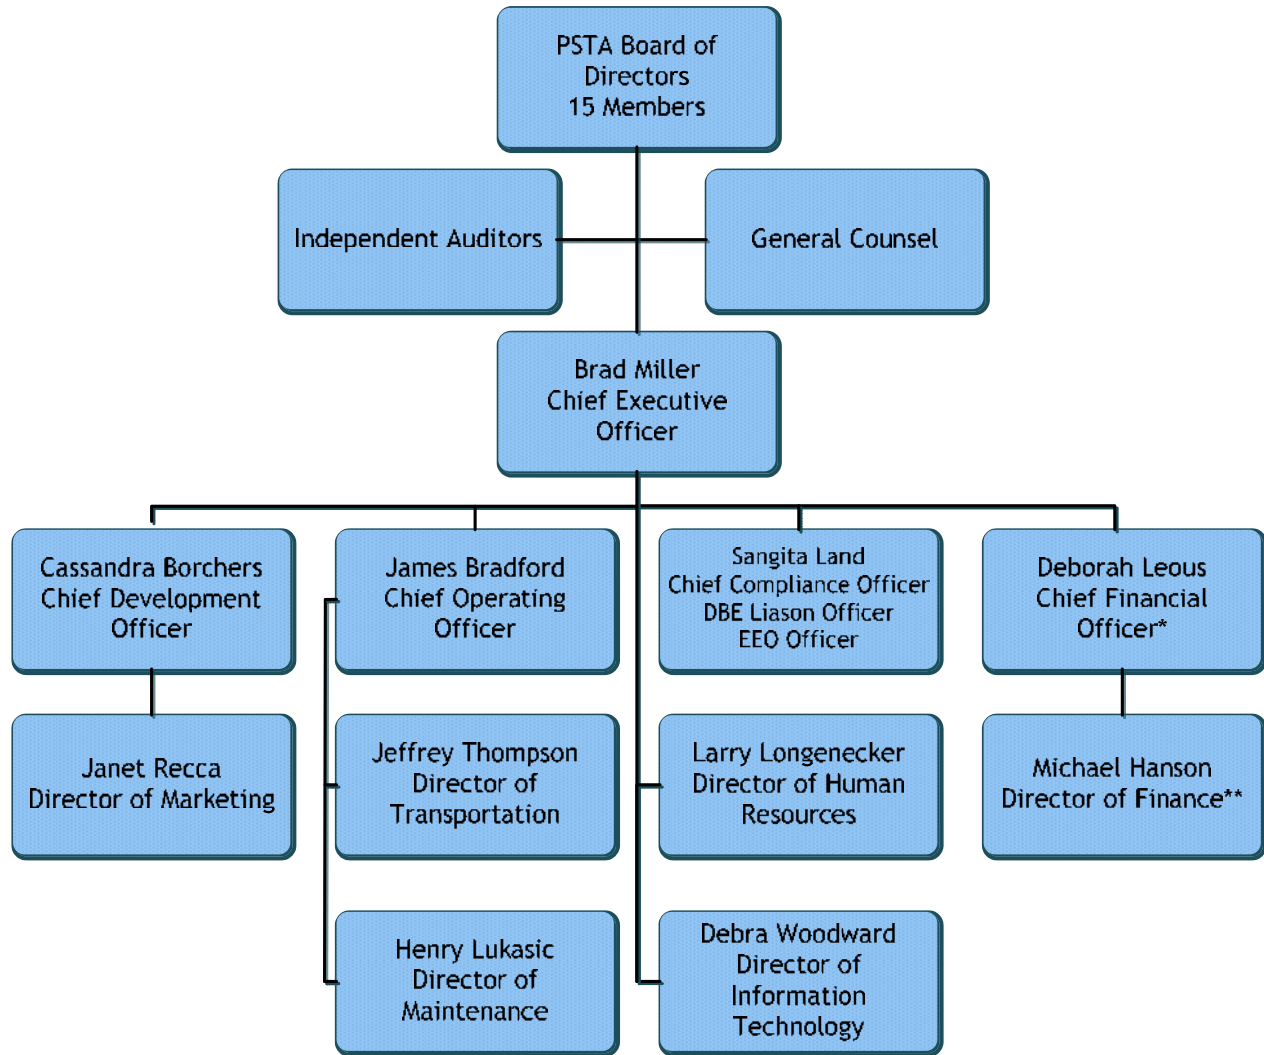 PSTA Board of
Directors
15 Members
Independent Auditors
General Counsel
Brad Miller
Chief Executive
Officer
Cassandra Borchers
Chief Development
Officer
James Bradford
Chief Operating
Officer
Sangita Land
Chief Compliance Officer
DBE Liason Officer
EEO Officer
Deborah Leous
Chief Financial
Officer*
Janet Recca
Director of Marketing
Jeffrey Thompson
Director of
Transportation
Larry Longenecker
Director of Human
Resources
Michael Hanson
Director of Finance**
Henry Lukasic
Director of
Maintenance
Debra Woodward
Director of
Information
Technology